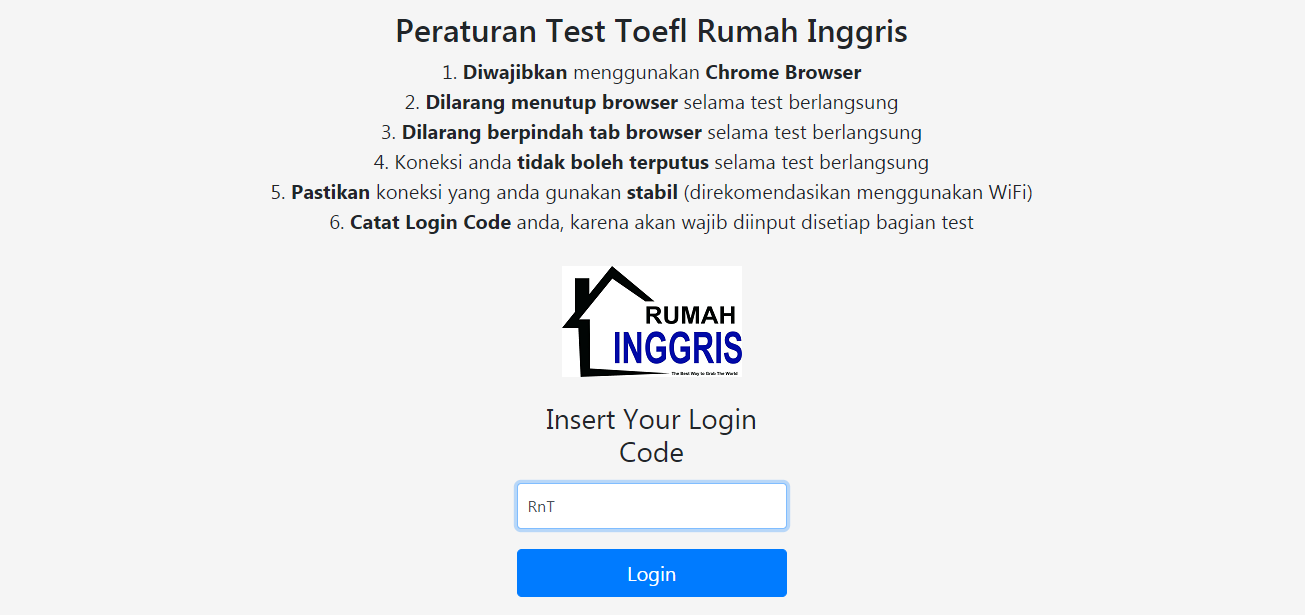 Peraturan Test Toefl Rumah Inggris
1. Diwajibkan menggunakan Chrome Browser
2. Dilarang menutup browser selama test berlangsung
3. Dilarang berpindah tab browser selama test berlangsung
4. Koneksi anda tidak boleh terputus selama test berlangsung
5. Pastikan koneksi yang anda gunakan stabil (direkomendasikan menggunakan WiFi)
6. Catat Login Code anda, karena akan wajib diinput disetiap bagian test
RUMAH
INGGRIS
The Best Way to Grab The World
Insert Your Login
Code
RnT
Login